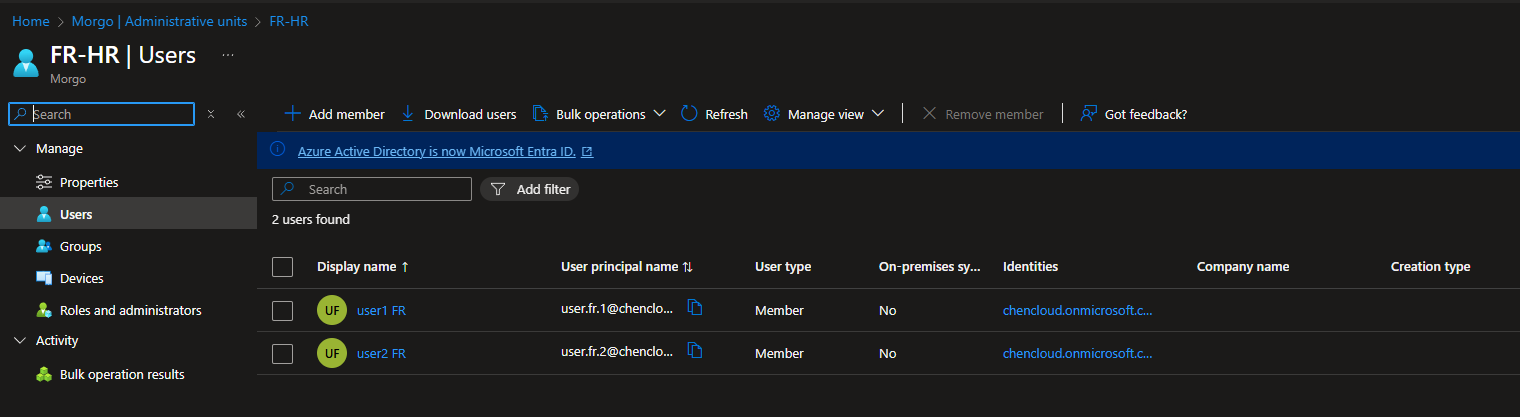 Home > Morgo | Administrative units > FR-HR
FR-HR | Users ...
Morgo
Search
Manage
Properties
Users
Groups
Devices
Roles and administrators
Activity
Bulk operation results
Add member Download users Bulk operations Refresh Manage view Remove member Got feedback?
Azure Active Directory is now Microsoft Entra ID.
Search Add filter
2 users found
Display name ↑ User principal name ↑↓ User type On-premises sy... Identities Company name Creation type
UF user1 FR user.fr.1@chenclo... Member No chencloud.onmicrosoft.c...
UF user2 FR user.fr.2@chenclo... Member No chencloud.onmicrosoft.c...